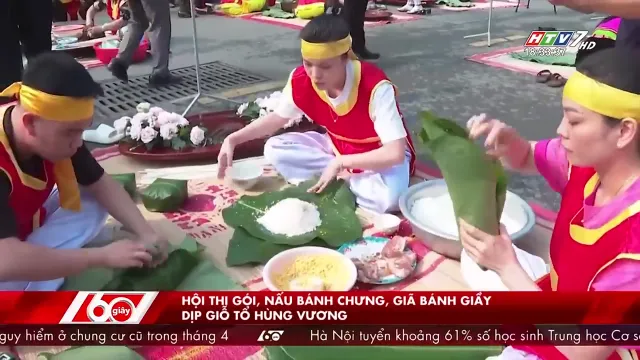 HTV7 HD
60 giây
HỘI THI GÓI, NẤU BÁNH CHƯNG, GIÃ BÁNH GIẦY
DỊP GIỖ TỔ HÙNG VƯƠNG
guy hiểm ở chung cư cũ trong tháng 4
Hà Nội tuyển khoảng 61% số học sinh Trung học Cơ s